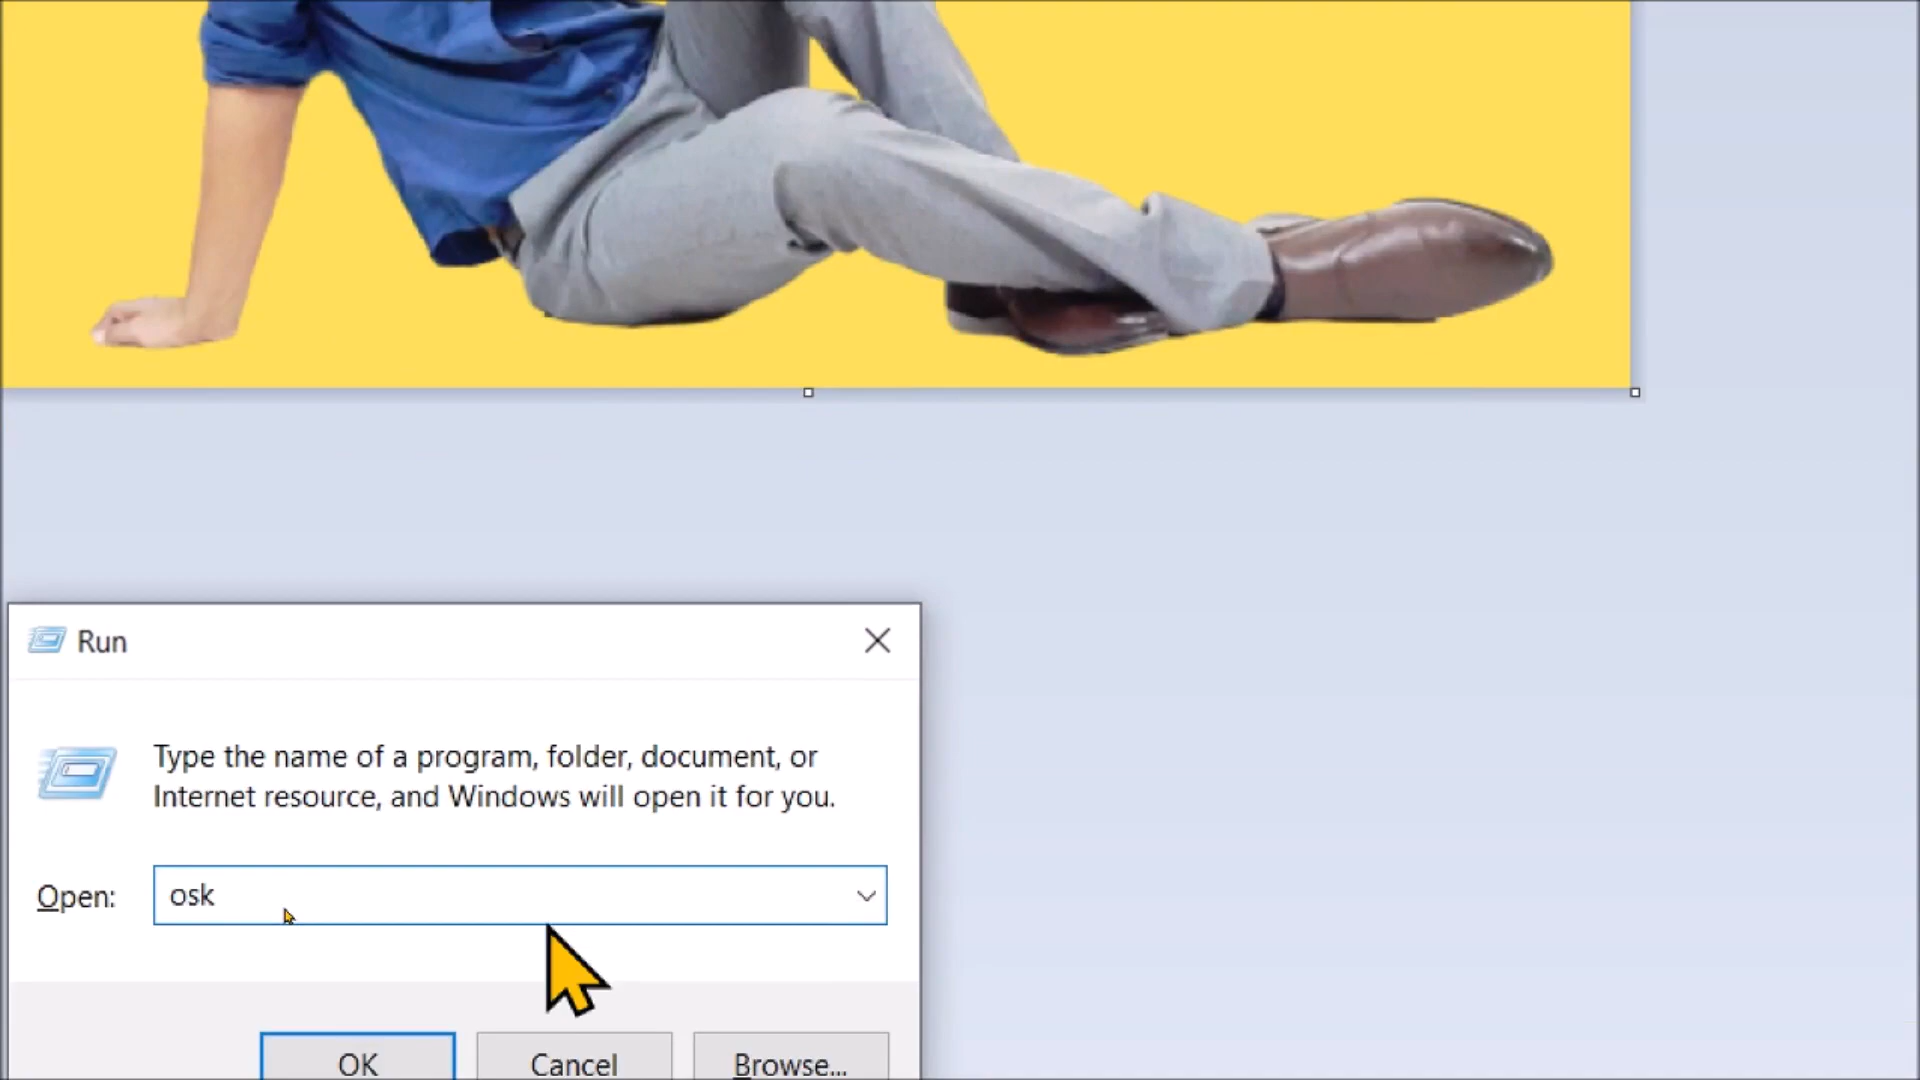 Run
Type the name of a program, folder, document, or
Internet resource, and Windows will open it for you.
Open: osk
OK Cancel Browse...